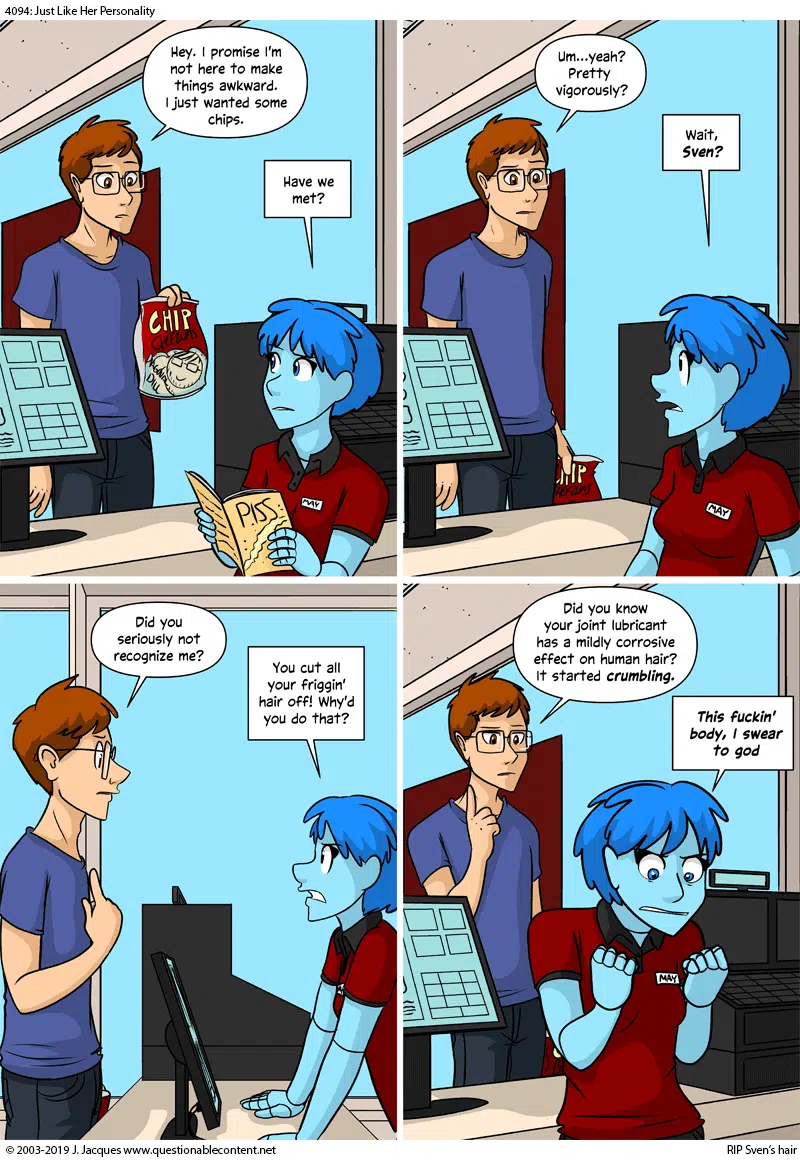 4094: Just Like Her Personality
Hey. I promise I'm
not here to make
things awkward.
I just wanted some
chips.
Have we
met?
CHIP
CHIP
DILL
PISS:
MAY
Um...yeah?
Pretty
vigorously?
Wait,
Sven?
CHIP
MAY
Did you
seriously not
recognize me?
You cut all
your friggin'
hair off! Why'd
you do that?
Did you know
your joint lubricant
has a mildly corrosive
effect on human hair?
It started crumbling.
This fuckin'
body, I swear
to god
MAY
© 2003-2019 J. Jacques www.questionablecontent.net
RIP Sven's hair